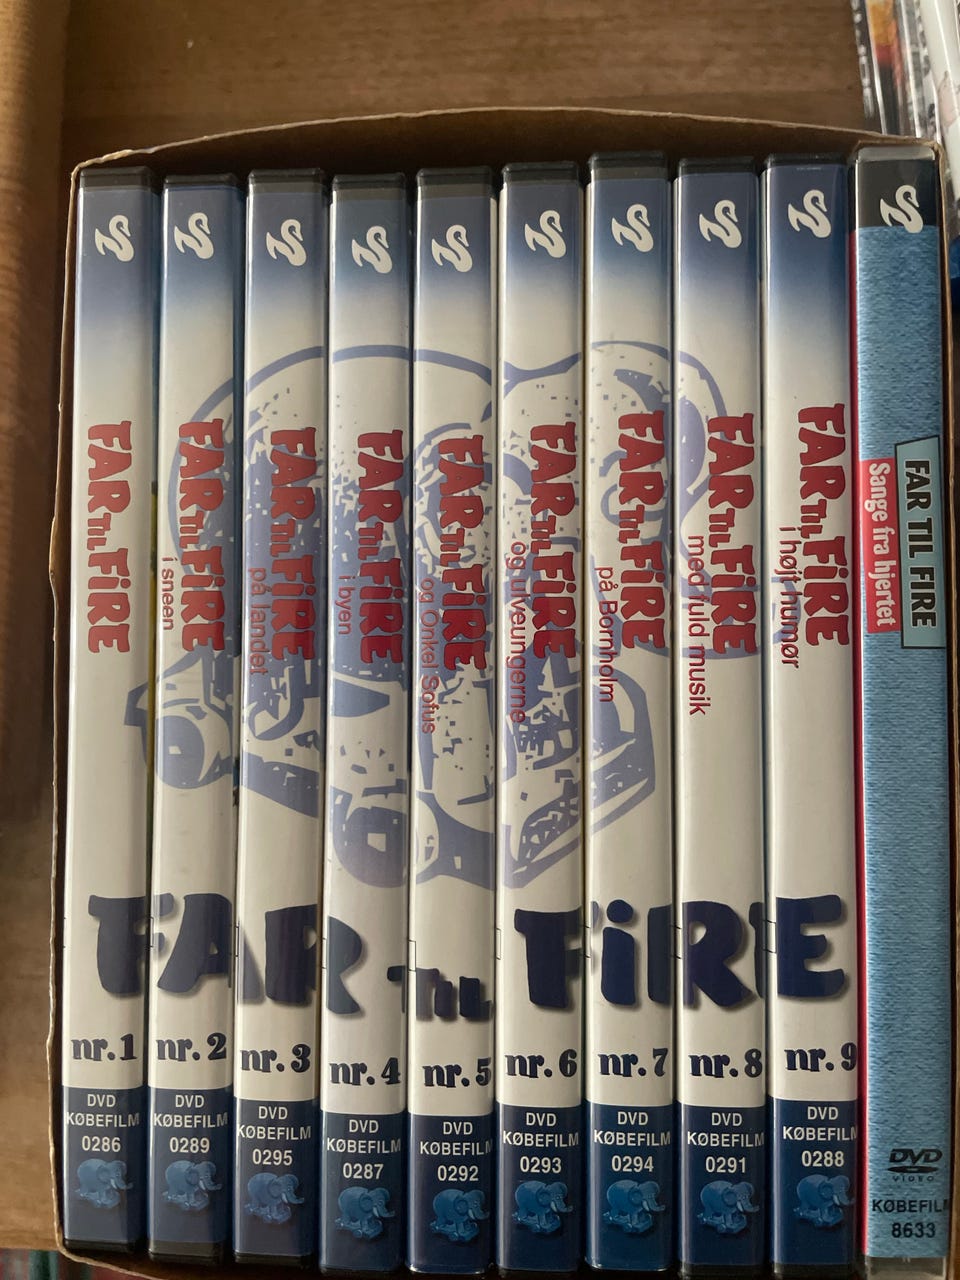 FAR TIL FIRE
nr. 1
DVD
KØBEFILM
0286
FAR TIL FIRE
i sneen
nr. 2
DVD
KØBEFILM
0289
FAR TIL FIRE
på landet
nr. 3
DVD
KØBEFILM
0295
FAR TIL FIRE
i byen
nr. 4
DVD
KØBEFILM
0287
FAR TIL FIRE
og Onkel Sofus
nr. 5
DVD
KØBEFILM
0292
FAR TIL FIRE
og ulveungerne
nr. 6
DVD
KØBEFILM
0293
FAR TIL FIRE
på Bornholm
nr. 7
DVD
KØBEFILM
0294
FAR TIL FIRE
med fuld musik
nr. 8
DVD
KØBEFILM
0291
FAR TIL FIRE
i højt humør
nr. 9
DVD
KØBEFILM
0288
FAR TIL FIRE
Sange fra hjertet
DVD
VIDEO
KØBEFILM
8633
FAR TIL FIRE